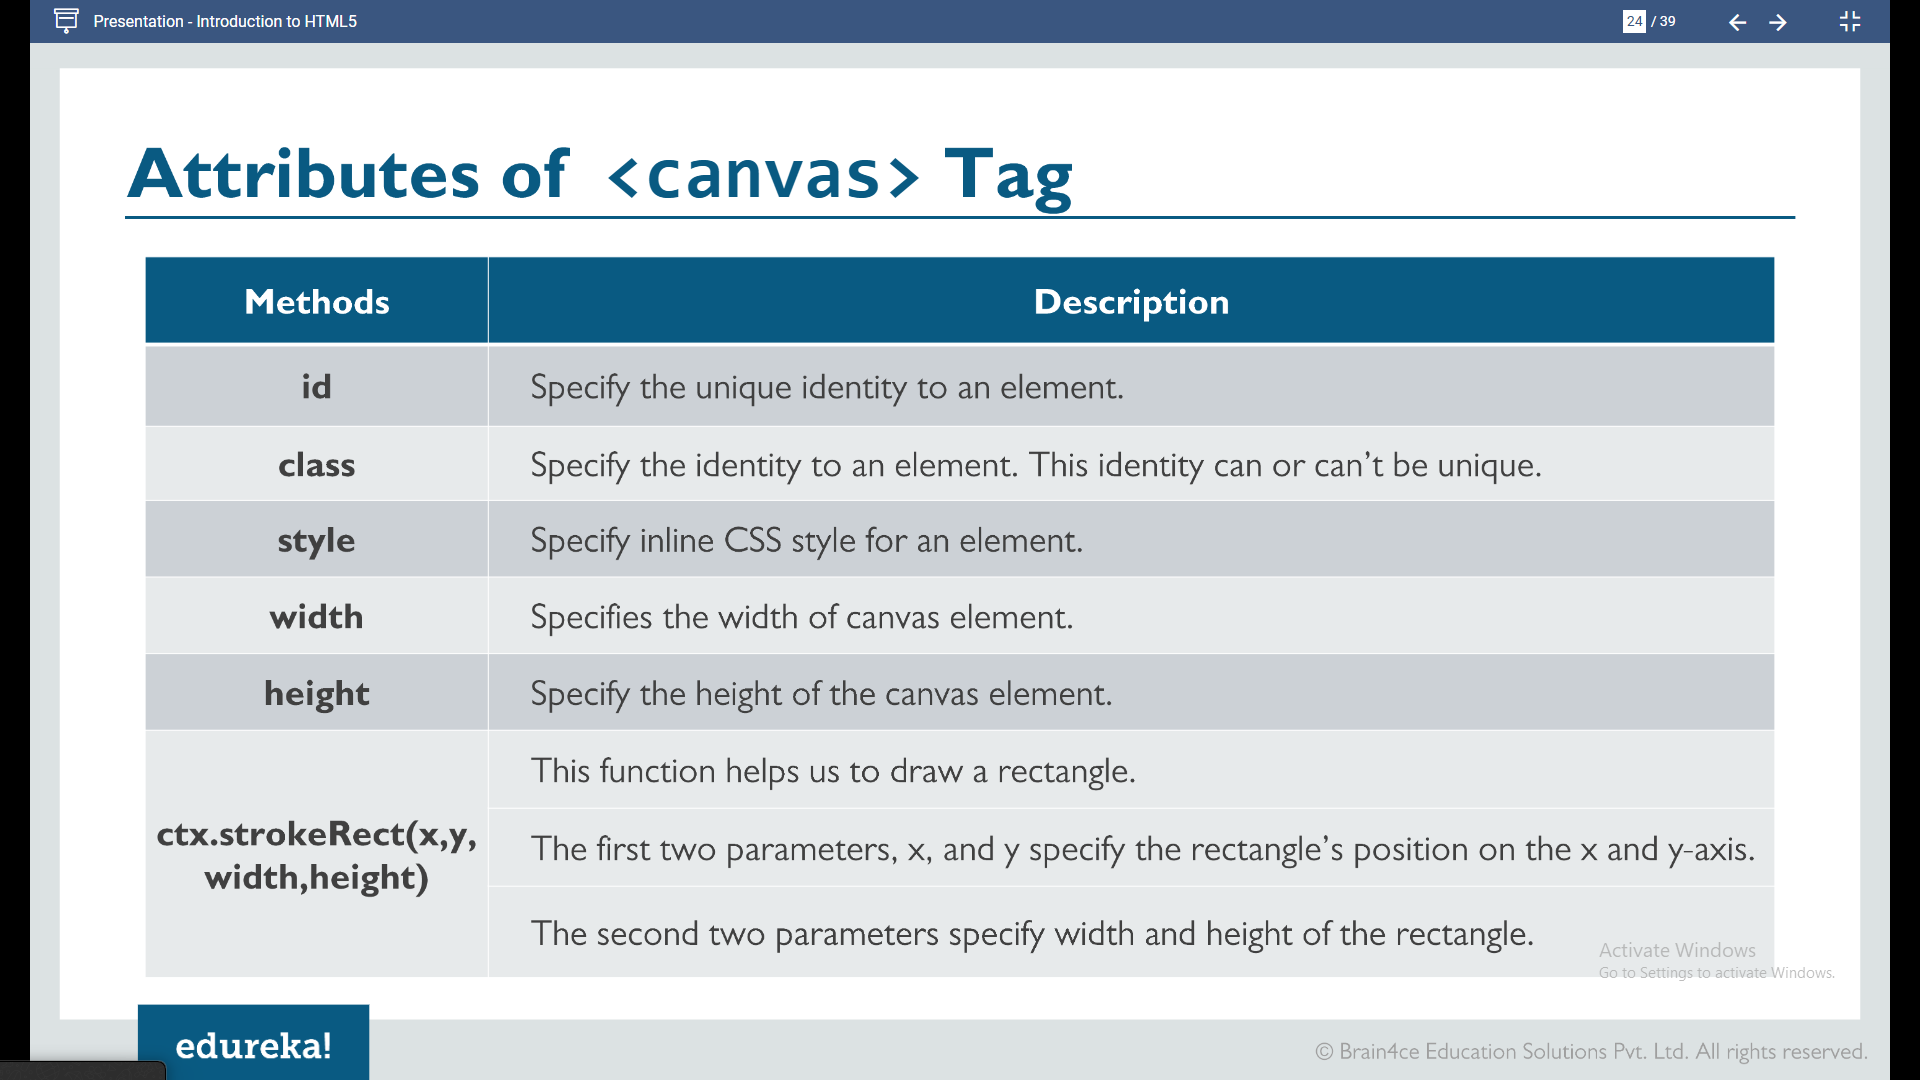 Presentation - Introduction to HTML5
24 / 39
Attributes of <canvas> Tag
Methods Description
id Specify the unique identity to an element.
class Specify the identity to an element. This identity can or can’t be unique.
style Specify inline CSS style for an element.
width Specifies the width of canvas element.
height Specify the height of the canvas element.
ctx.strokeRect(x,y,
width,height)
This function helps us to draw a rectangle.
The first two parameters, x, and y specify the rectangle’s position on the x and y-axis.
The second two parameters specify width and height of the rectangle.
Activate Windows
Go to Settings to activate Windows.
edureka!
© Brain4ce Education Solutions Pvt. Ltd. All rights reserved.